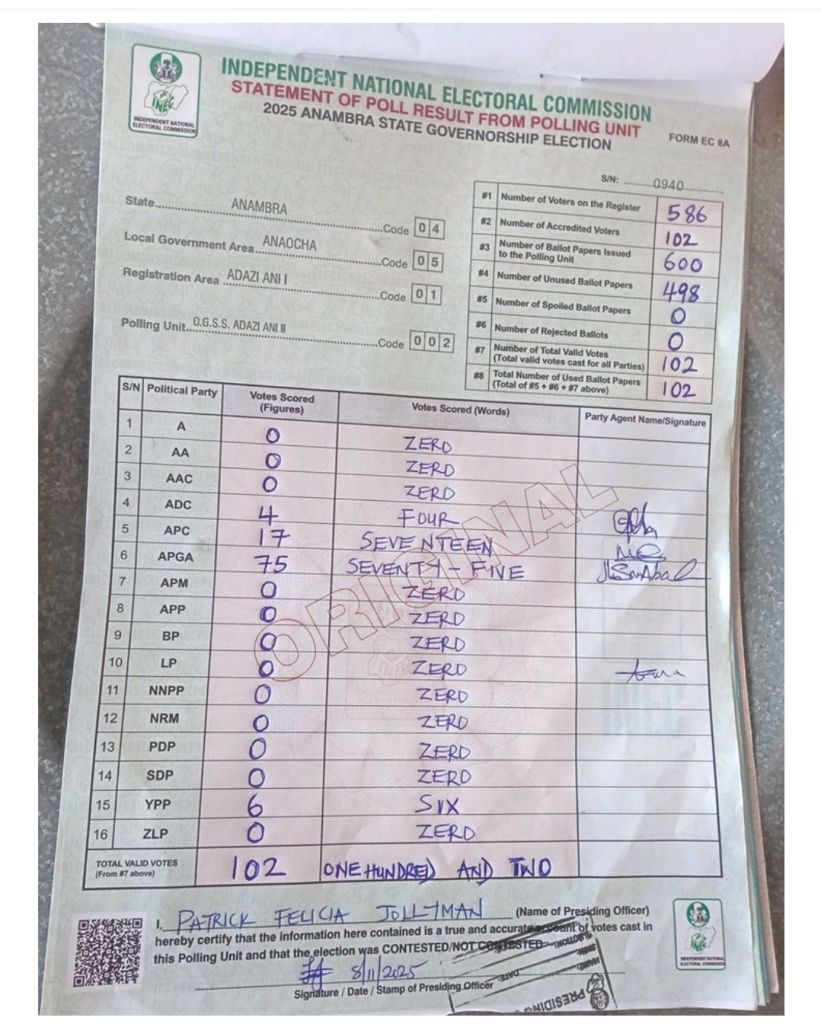 INDEPENDENT NATIONAL ELECTORAL COMMISSION
STATEMENT OF POLL RESULT FROM POLLING UNIT
2025 ANAMBRA STATE GOVERNORSHIP ELECTION
FORM EC 8A
INDEPENDENT NATIONAL
ELECTORAL COMMISSION
S/N: 0940
State ANAMBRA Code 0 4
Local Government Area ANAOCHA Code 0 5
Registration Area ADAZI ANI I Code 0 1
Polling Unit O.G.S.S. ADAZI ANI II Code 0 0 2
#1 Number of Voters on the Register 586
#2 Number of Accredited Voters 102
#3 Number of Ballot Papers Issued to the Polling Unit 600
#4 Number of Unused Ballot Papers 498
#5 Number of Spoiled Ballot Papers 0
#6 Number of Rejected Ballots 0
#7 Number of Total Valid Votes (Total valid votes cast for all Parties) 102
#8 Total Number of Used Ballot Papers (Total of #5 + #6 + #7 above) 102
S/N Political Party Votes Scored (Figures) Votes Scored (Words) Party Agent Name/Signature
1 A 0 ZERO
2 AA 0 ZERO
3 AAC 0 ZERO
4 ADC 4 FOUR
5 APC 17 SEVENTEEN
6 APGA 75 SEVENTY-FIVE
7 APM 0 ZERO
8 APP 0 ZERO
9 BP 0 ZERO
10 LP 0 ZERO
11 NNPP 0 ZERO
12 NRM 0 ZERO
13 PDP 0 ZERO
14 SDP 0 ZERO
15 YPP 6 SIX
16 ZLP 0 ZERO
ORIGINAL
TOTAL VALID VOTES (From #7 above) 102 ONE HUNDRED AND TWO
I, PATRICK FELICIA JOLLYMAN (Name of Presiding Officer)
hereby certify that the information here contained is a true and accurate account of votes cast in
this Polling Unit and that the election was CONTESTED/NOT CONTESTED
8/11/2025
Signature / Date / Stamp of Presiding Officer
DATE
PRESIDING
INDEPENDENT NATIONAL
ELECTORAL COMMISSION